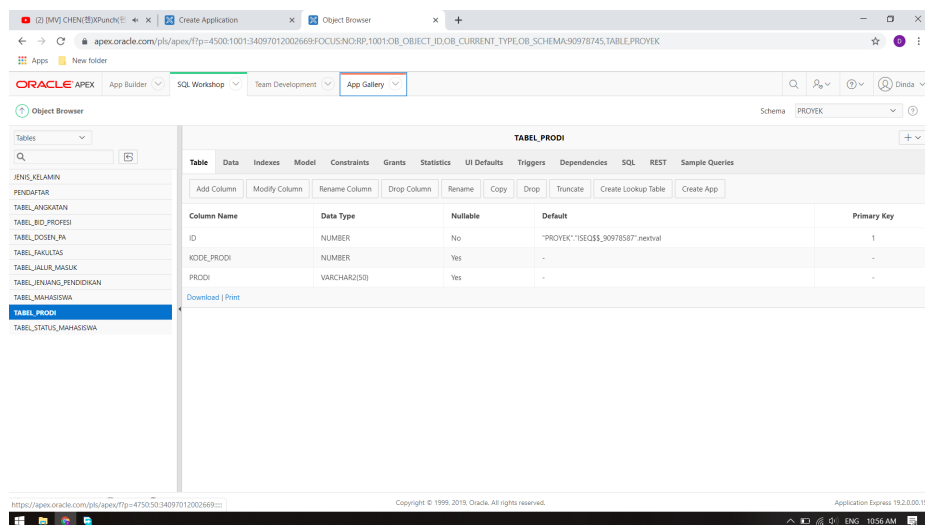 (2) [MV] CHEN(첸)XPunch(펀
Create Application
Object Browser
apex.oracle.com/pls/apex/f?p=4500:1001:34097012002669:FOCUS:NO:RP,1001:OB_OBJECT_ID,OB_CURRENT_TYPE,OB_SCHEMA:90978745,TABLE,PROYEK
D
Apps New folder
ORACLE APEX App Builder SQL Workshop Team Development App Gallery Dinda
Object Browser Schema PROYEK
Tables
TABEL_PRODI
Table Data Indexes Model Constraints Grants Statistics UI Defaults Triggers Dependencies SQL REST Sample Queries
Add Column Modify Column Rename Column Drop Column Rename Copy Drop Truncate Create Lookup Table Create App
JENIS_KELAMIN
PENDAFTAR
TABEL_ANGKATAN
TABEL_BID_PROFESI
TABEL_DOSEN_PA
TABEL_FAKULTAS
TABEL_JALUR_MASUK
TABEL_JENJANG_PENDIDIKAN
TABEL_MAHASISWA
TABEL_PRODI
TABEL_STATUS_MAHASISWA
Column Name Data Type Nullable Default Primary Key
ID NUMBER No "PROYEK"."ISEQ$$_90978587".nextval 1
KODE_PRODI NUMBER Yes - -
PRODI VARCHAR2(50) Yes - -
Download | Print
https://apex.oracle.com/pls/apex/f?p=4750:50:34097012002669::::
Copyright © 1999, 2019, Oracle. All rights reserved.
Application Express 19.2.0.00.1
ENG 10:56 AM